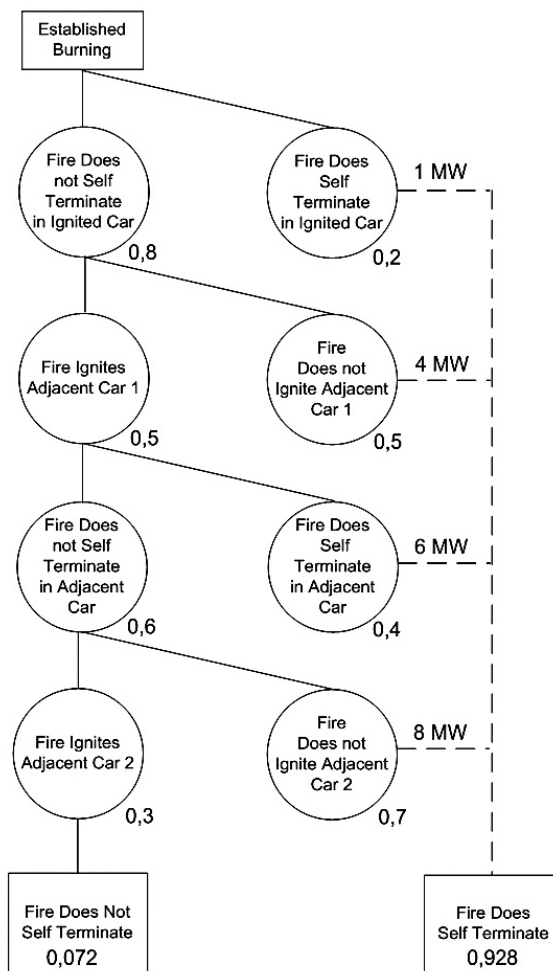 Established
Burning
Fire Does
not Self
Terminate
in Ignited Car
0,8
Fire Does
Self
Terminate
in Ignited Car
0,2
1 MW
Fire Ignites
Adjacent Car 1
0,5
Fire
Does not
Ignite Adjacent
Car 1
0,5
4 MW
Fire Does
not Self
Terminate
in Adjacent
Car
0,6
Fire Does
Self
Terminate
in Adjacent
Car
0,4
6 MW
Fire Ignites
Adjacent Car 2
0,3
Fire
Does not
Ignite Adjacent
Car 2
0,7
8 MW
Fire Does Not
Self Terminate
0,072
Fire Does
Self Terminate
0,928